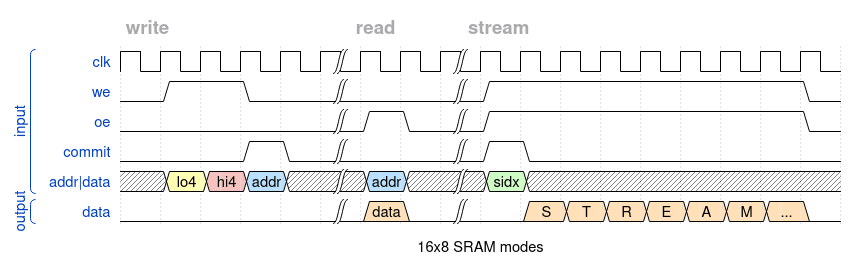 write read stream
clk
we
oe
commit
addr|data lo4 hi4 addr addr sidx
data data S T R E A M ...
input
output
16x8 SRAM modes